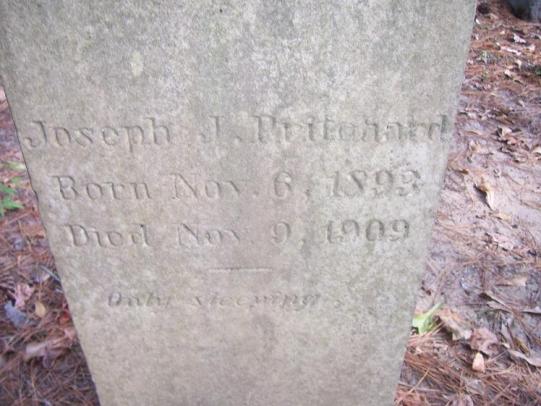 Joseph J. Pritchard
Born Nov. 6, 1893
Died Nov. 9, 1909
Only sleeping.